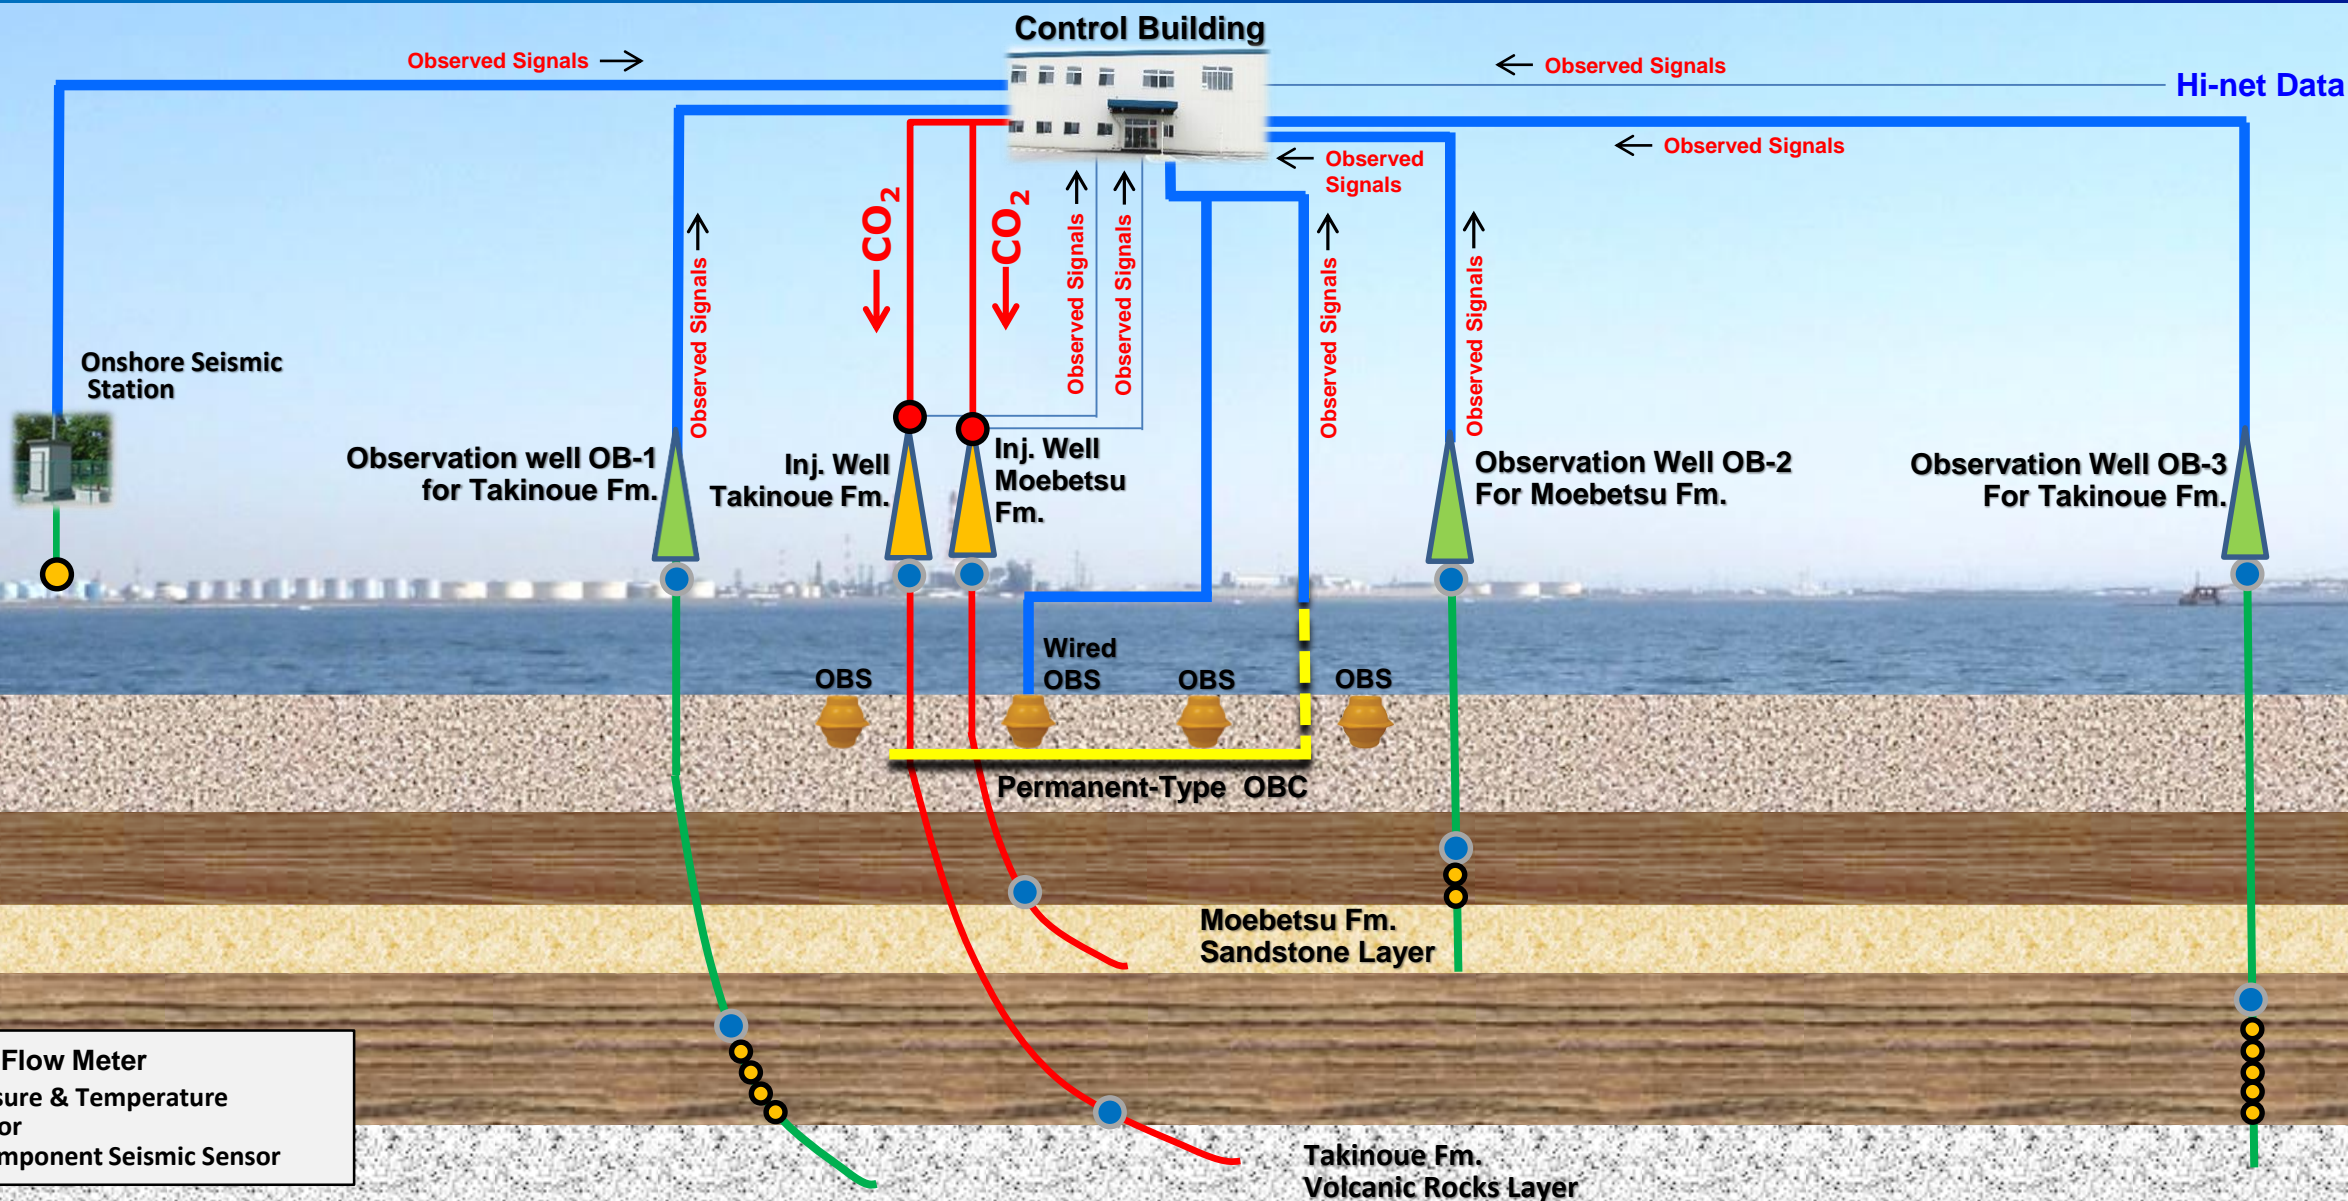 Control Building
Observed Signals
Observed Signals
Hi-net Data
Observed Signals
Observed
Signals
CO₂
CO₂
Observed Signals
Observed Signals
Observed Signals
Observed Signals
Observed Signals
Onshore Seismic
Station
Observation well OB-1
for Takinoue Fm.
Inj. Well
Takinoue Fm.
Inj. Well
Moebetsu
Fm.
Observation Well OB-2
For Moebetsu Fm.
Observation Well OB-3
For Takinoue Fm.
OBS
Wired
OBS
OBS
OBS
Permanent-Type OBC
Moebetsu Fm.
Sandstone Layer
Flow Meter
& Temperature
Seismic Sensor
Takinoue Fm.
Volcanic Rocks Layer